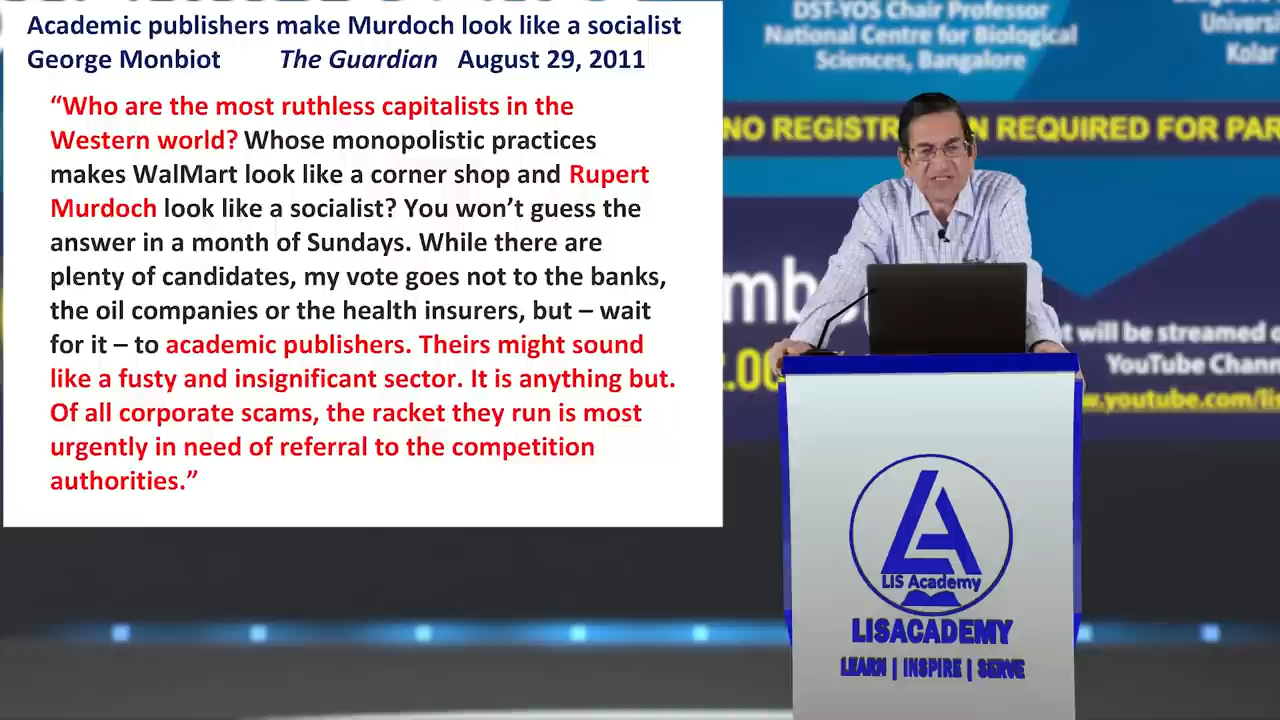 Academic publishers make Murdoch look like a socialist
George Monbiot The Guardian August 29, 2011
“Who are the most ruthless capitalists in the
Western world? Whose monopolistic practices
makes WalMart look like a corner shop and Rupert
Murdoch look like a socialist? You won’t guess the
answer in a month of Sundays. While there are
plenty of candidates, my vote goes not to the banks,
the oil companies or the health insurers, but – wait
for it – to academic publishers. Theirs might sound
like a fusty and insignificant sector. It is anything but.
Of all corporate scams, the racket they run is most
urgently in need of referral to the competition
authorities.”
DST-YOS Chair Professor
National Centre for Biological
Sciences, Bangalore
Universi
Kolar
NO REGISTR N REQUIRED FOR PAR
mb
t will be streamed o
YouTube Chann
2.00
w.youtube.com/lis
LA
LIS Academy
LISACADEMY
LEARN | INSPIRE | SERVE